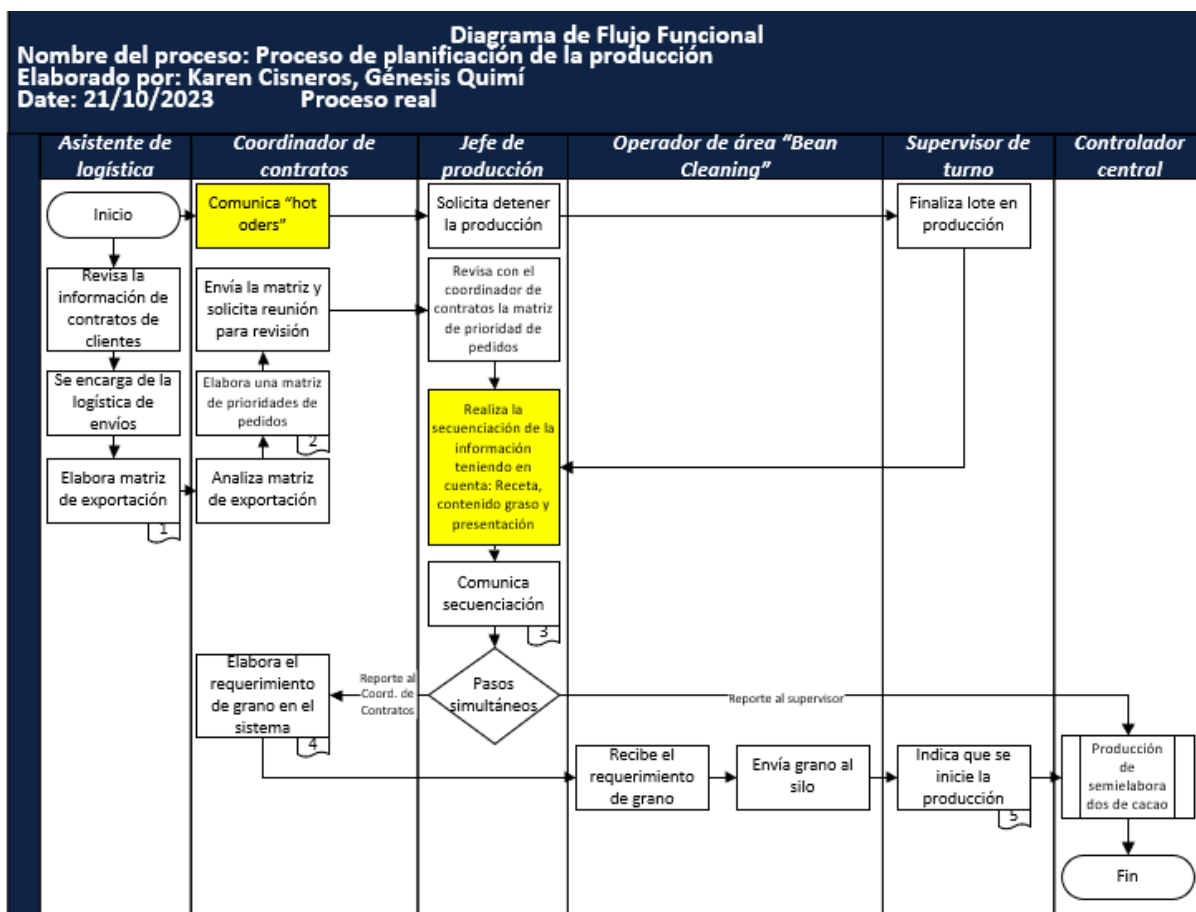 Diagrama de Flujo Funcional
Nombre del proceso: Proceso de planificación de la producción
Elaborado por: Karen Cisneros, Génesis Quimí
Date: 21/10/2023 Proceso real
Asistente de
logística
Coordinador de
contratos
Jefe de
producción
Operador de área "Bean
Cleaning"
Supervisor de
turno
Controlador
central
Inicio
Comunica "hot
oders"
Solicita detener
la producción
Finaliza lote en
producción
Revisa la
información de
contratos de
clientes
Envía la matriz y
solicita reunión
para revisión
Revisa con el
coordinador de
contratos la matriz
de prioridad de
pedidos
Se encarga de la
logística de
envíos
Elabora una matriz
de prioridades de
pedidos
2
Realiza la
secuenciación de la
información
teniendo en
cuenta: Receta,
contenido graso y
presentación
Elabora matriz
de exportación
1
Analiza matriz
de exportación
Comunica
secuenciación
3
Elabora el
requerimiento
de grano en el
sistema
4
Reporte al
Coord. de
Contratos
Pasos
simultáneos
Reporte al supervisor
Recibe el
requerimiento
de grano
Envía grano al
silo
Indica que se
inicie la
producción
5
Producción
de
semielabora
dos de cacao
Fin